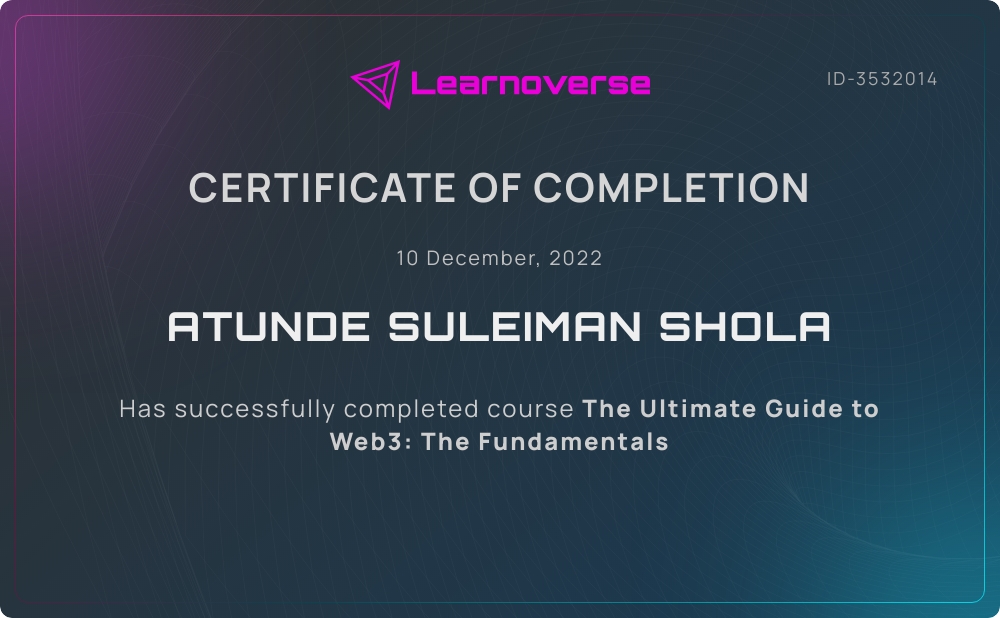 Learnoverse
ID-3532014
CERTIFICATE OF COMPLETION
10 December, 2022
ATUNDE SULEIMAN SHOLA
Has successfully completed course The Ultimate Guide to
Web3: The Fundamentals